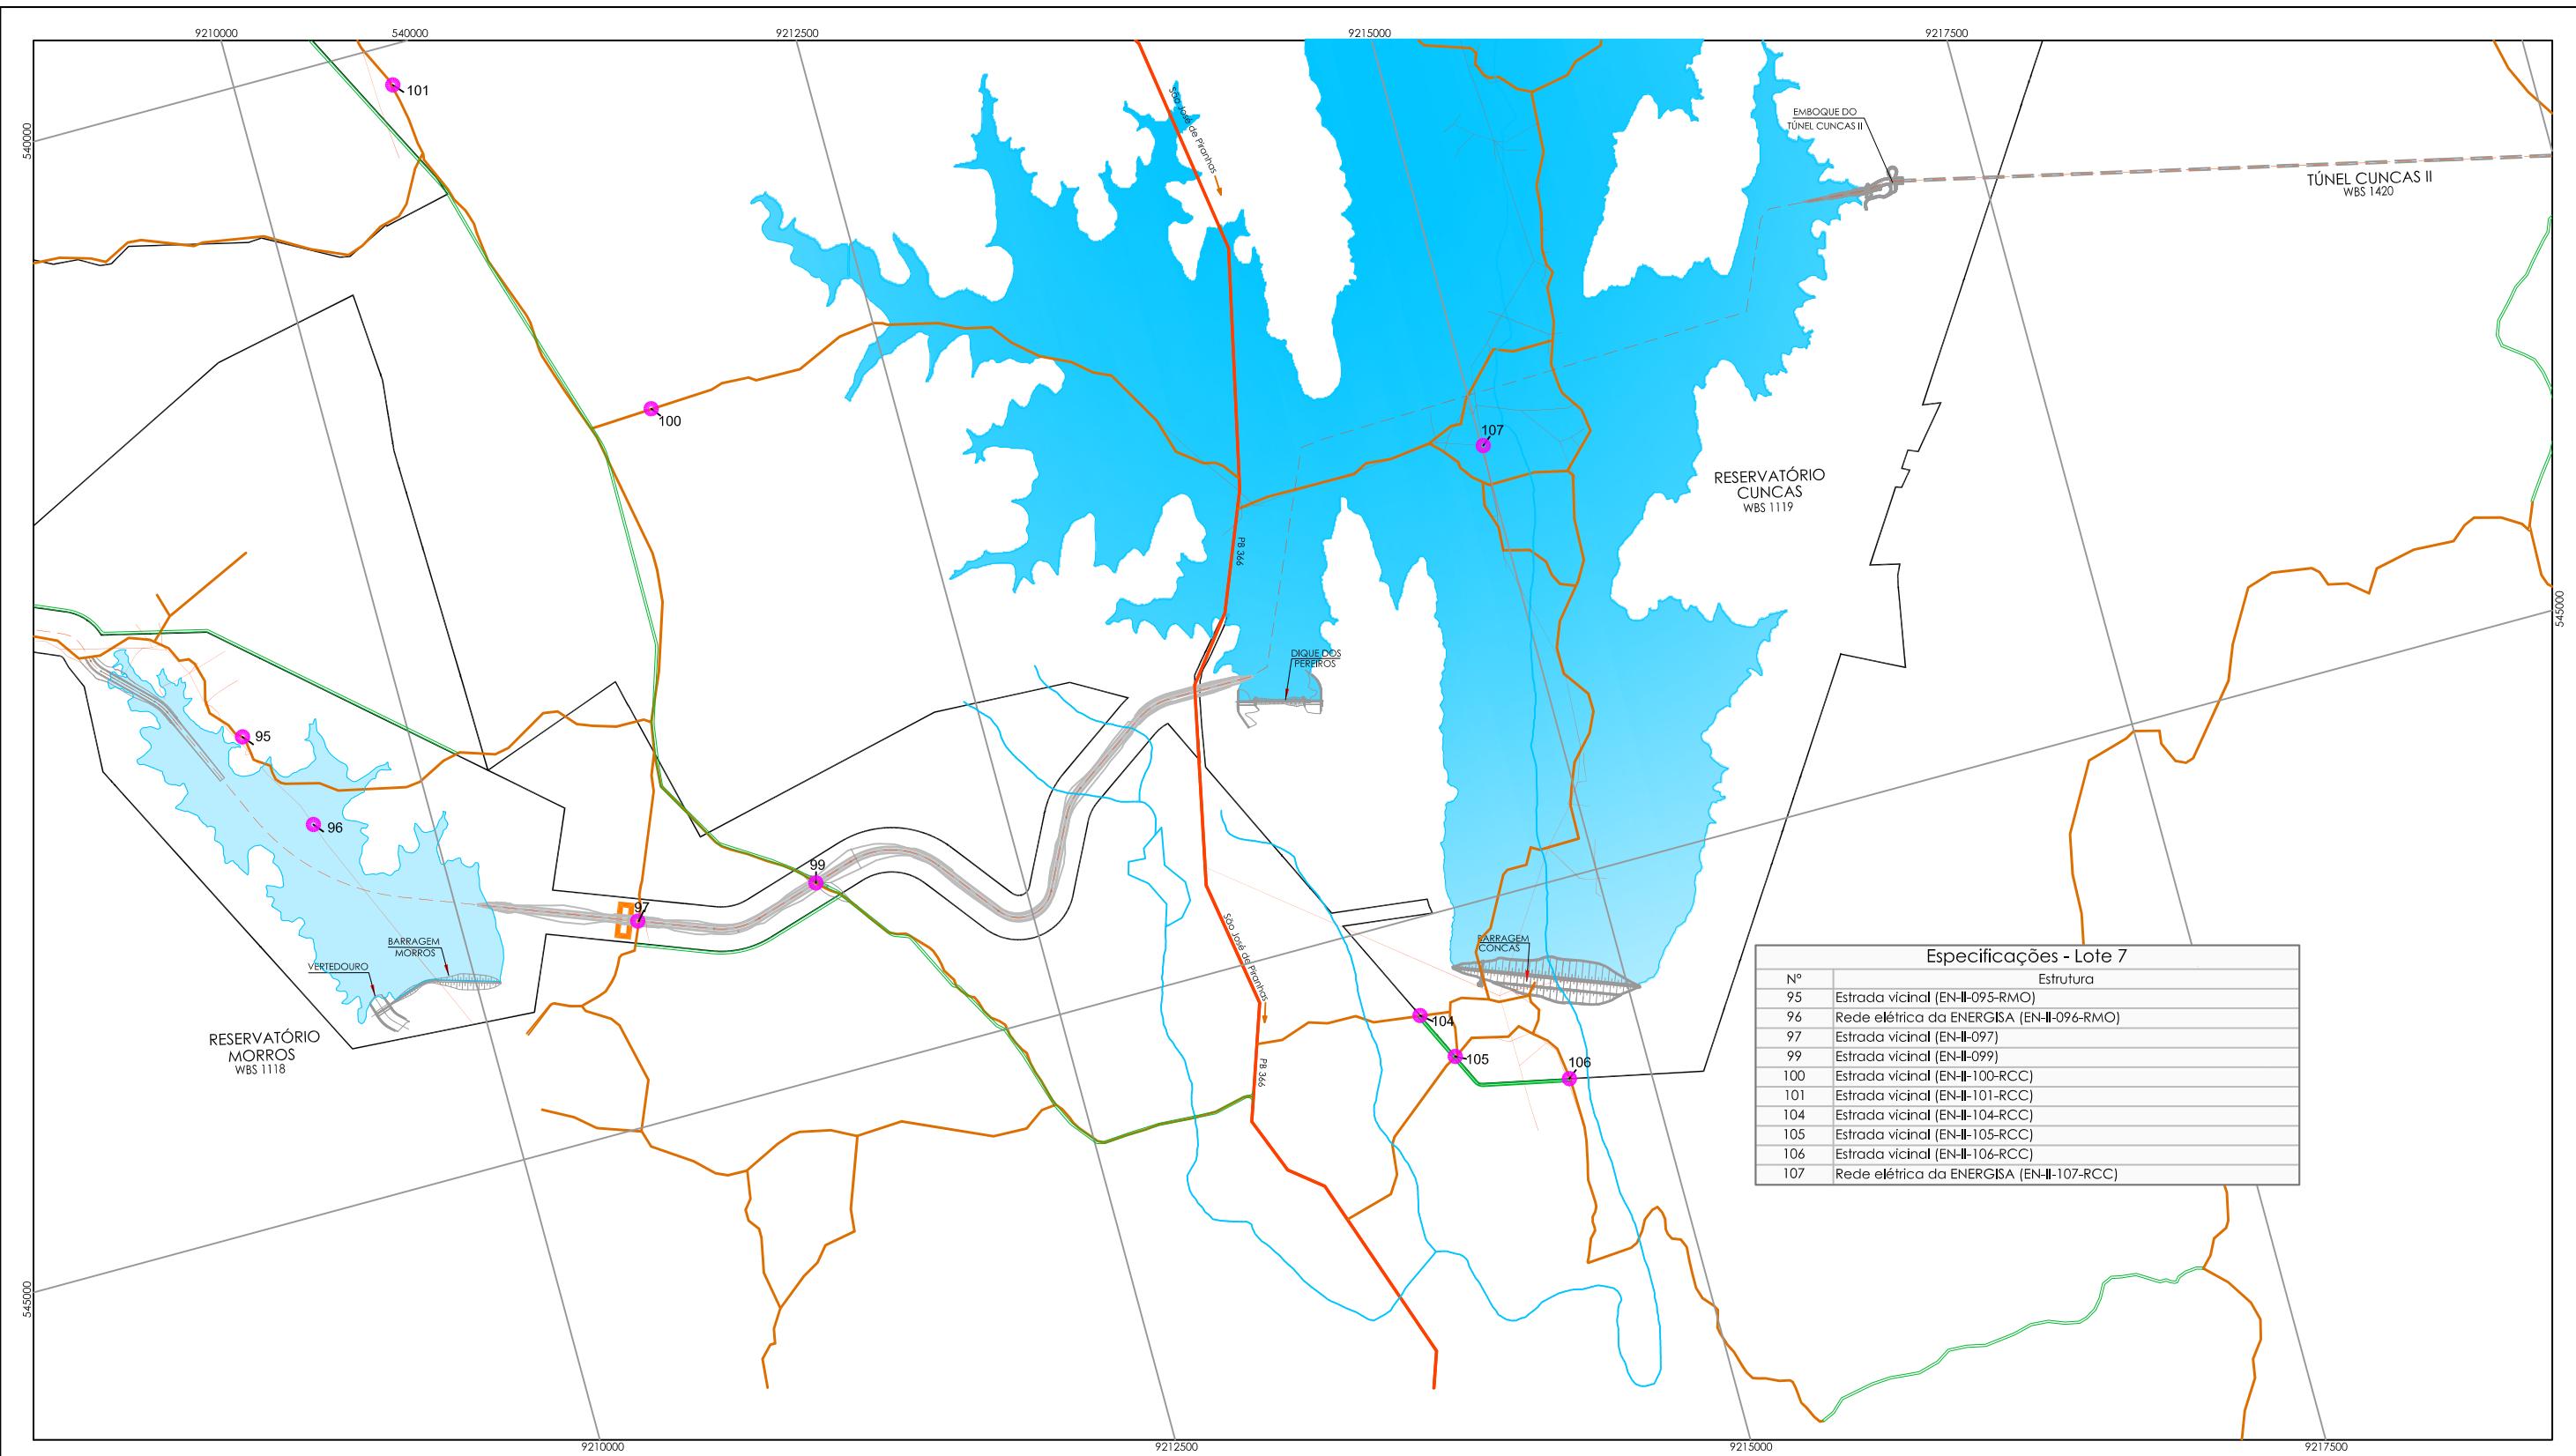 9210000
540000
9212500
9215000
9217500
540000
101
São José de Piranhas
EMBOQUE DO
TÚNEL CUNCAS II
TÚNEL CUNCAS II
WBS 1420
100
107
RESERVATÓRIO
CUNCAS
WBS 1119
PB 366
545000
DIQUE DOS
PEREIROS
95
96
99
97
BARRAGEM
MORROS
VERTEDOURO
São José de Piranhas
BARRAGEM
CONCAS
RESERVATÓRIO
MORROS
WBS 1118
104
105
106
PB 366
Especificações - Lote 7
Nº Estrutura
95 Estrada vicinal (EN-II-095-RMO)
96 Rede elétrica da ENERGISA (EN-II-096-RMO)
97 Estrada vicinal (EN-II-097)
99 Estrada vicinal (EN-II-099)
100 Estrada vicinal (EN-II-100-RCC)
101 Estrada vicinal (EN-II-101-RCC)
104 Estrada vicinal (EN-II-104-RCC)
105 Estrada vicinal (EN-II-105-RCC)
106 Estrada vicinal (EN-II-106-RCC)
107 Rede elétrica da ENERGISA (EN-II-107-RCC)
545000
9210000
9212500
9215000
9217500